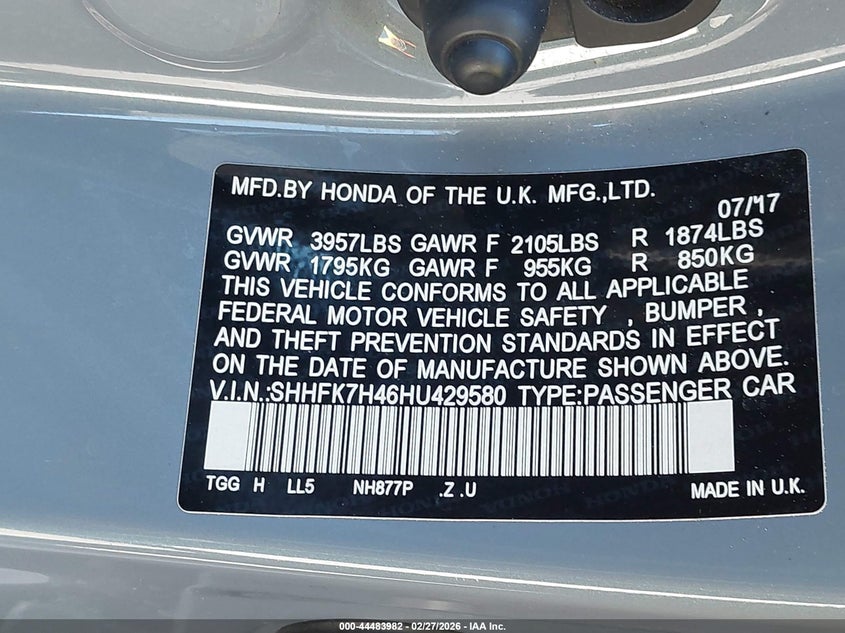 MFD.BY HONDA OF THE U.K. MFG.,LTD.
07/17
GVWR 3957LBS GAWR F 2105LBS R 1874LBS
GVWR 1795KG GAWR F 955KG R 850KG
THIS VEHICLE CONFORMS TO ALL APPLICABLE
FEDERAL MOTOR VEHICLE SAFETY , BUMPER ,
AND THEFT PREVENTION STANDARDS IN EFFECT
ON THE DATE OF MANUFACTURE SHOWN ABOVE.
V.I.N.:SHHFK7H46HU429580 TYPE:PASSENGER CAR
TGG H LL5 NH877P .Z .U MADE IN U.K.
000-44483982 - 02/27/2026 - IAA Inc.